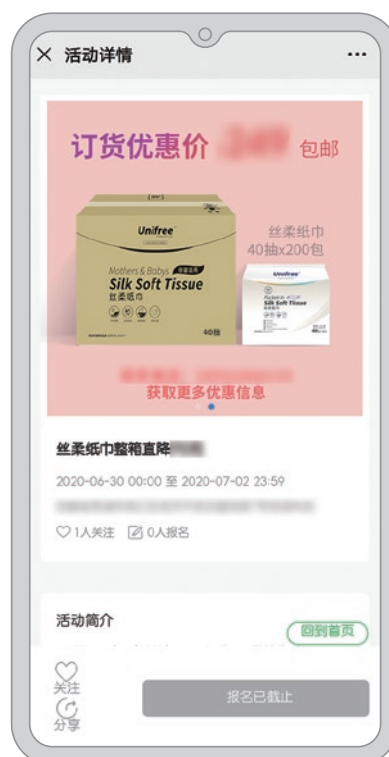 活动详情
订货优惠价
包邮
Unifree
Mothers & Babys
Silk Soft Tissue
丝柔纸巾
40抽
丝柔纸巾
40抽x200包
Unifree
Silk Soft Tissue
获取更多优惠信息
丝柔纸巾整箱直降
2020-06-30 00:00 至 2020-07-02 23:59
1人关注 0人报名
活动简介
回到首页
关注
分享
报名已截止